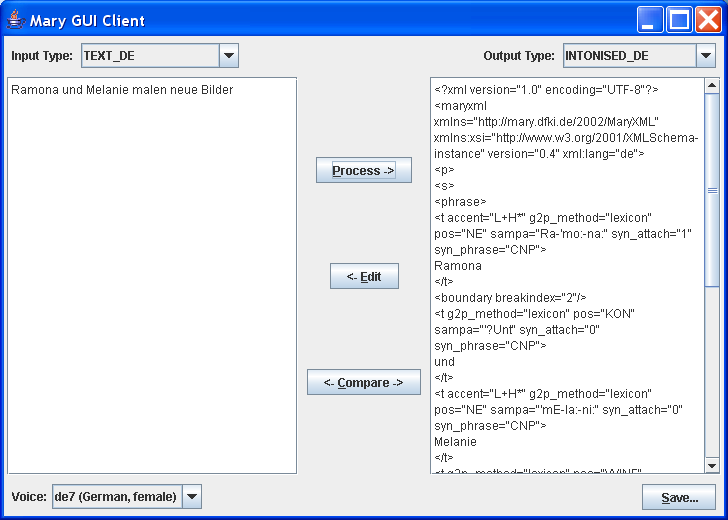 Mary GUI Client
Input Type: TEXT_DE
Output Type: INTONISED_DE
Ramona und Melanie malen neue Bilder
Process ->
<- Edit
<- Compare ->
<?xml version="1.0" encoding="UTF-8"?>
<maryxml
xmlns="http://mary.dfki.de/2002/MaryXML"
xmlns:xsi="http://www.w3.org/2001/XMLSchema-
instance" version="0.4" xml:lang="de">
<p>
<s>
<phrase>
<t accent="L+H*" g2p_method="lexicon"
pos="NE" sampa="Ra-'mo:-na:" syn_attach="1"
syn_phrase="CNP">
Ramona
</t>
<boundary breakindex="2"/>
<t g2p_method="lexicon" pos="KON"
sampa="'?Unt" syn_attach="0"
syn_phrase="CNP">
und
</t>
<t accent="L+H*" g2p_method="lexicon"
pos="NE" sampa="'mE-la:-ni:" syn_attach="0"
syn_phrase="CNP">
Melanie
</t>
<t g2p_method="lexicon" pos="VVINF"
Voice: de7 (German, female)
Save...